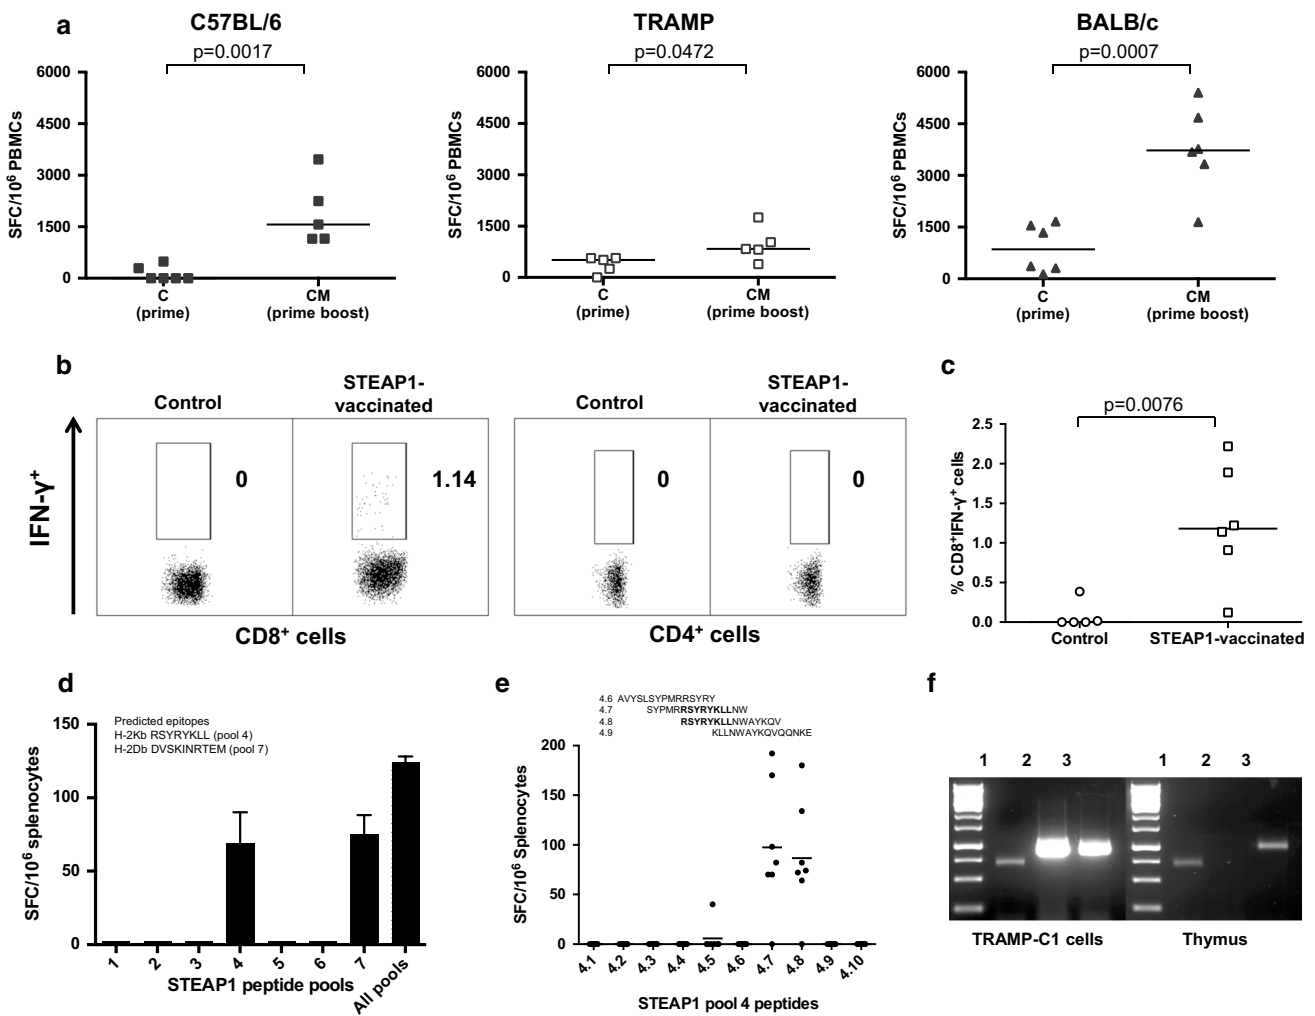 a
C57BL/6
p=0.0017
6000
4500
3000
1500
0
SFC/10⁶ PBMCs
C
(prime)
CM
(prime boost)
TRAMP
p=0.0472
6000
4500
3000
1500
0
SFC/10⁶ PBMCs
C
(prime)
CM
(prime boost)
BALB/c
p=0.0007
6000
4500
3000
1500
0
SFC/10⁶ PBMCs
C
(prime)
CM
(prime boost)
b
IFN-γ⁺
Control
STEAP1-
vaccinated
0
1.14
CD8⁺ cells
Control
STEAP1-
vaccinated
0
0
CD4⁺ cells
c
p=0.0076
2.5
2.0
1.5
1.0
0.5
0.0
% CD8⁺IFN-γ⁺ cells
Control
STEAP1-vaccinated
d
Predicted epitopes
H-2Kb RSYRYKLL (pool 4)
H-2Db DVSKINRTEM (pool 7)
150
100
50
0
SFC/10⁶ splenocytes
1
2
3
4
5
6
7
All pools
STEAP1 peptide pools
e
4.6 AVYSLSYPMRRSYRY
4.7 SYPMRRSYRYKLLNW
4.8 RSYRYKLLNWAYKQV
4.9 KLLNWAYKQVQQNKE
200
150
100
50
0
SFC/10⁶ Splenocytes
4.1
4.2
4.3
4.4
4.5
4.6
4.7
4.8
4.9
4.10
STEAP1 pool 4 peptides
f
1 2 3 1 2 3
TRAMP-C1 cells
Thymus